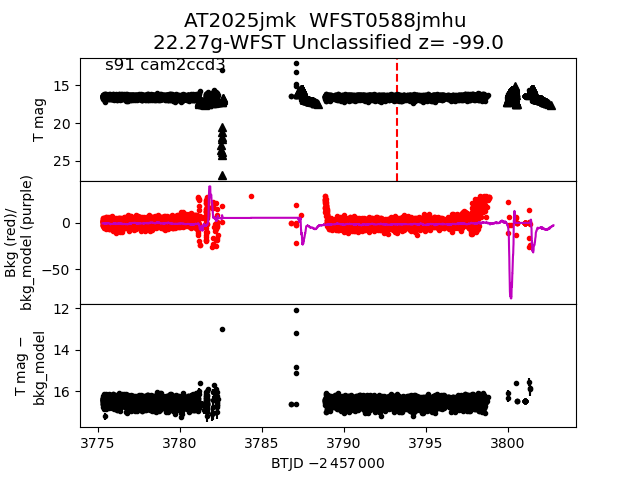 AT2025jmk  WFST0588jmhu
22.27g-WFST Unclassified z= -99.0
s91 cam2ccd3
T mag
15
20
25
Bkg (red)/
bkg_model (purple)
0
−50
T mag −
bkg_model
12
14
16
3775
3780
3785
3790
3795
3800
BTJD −2 457 000